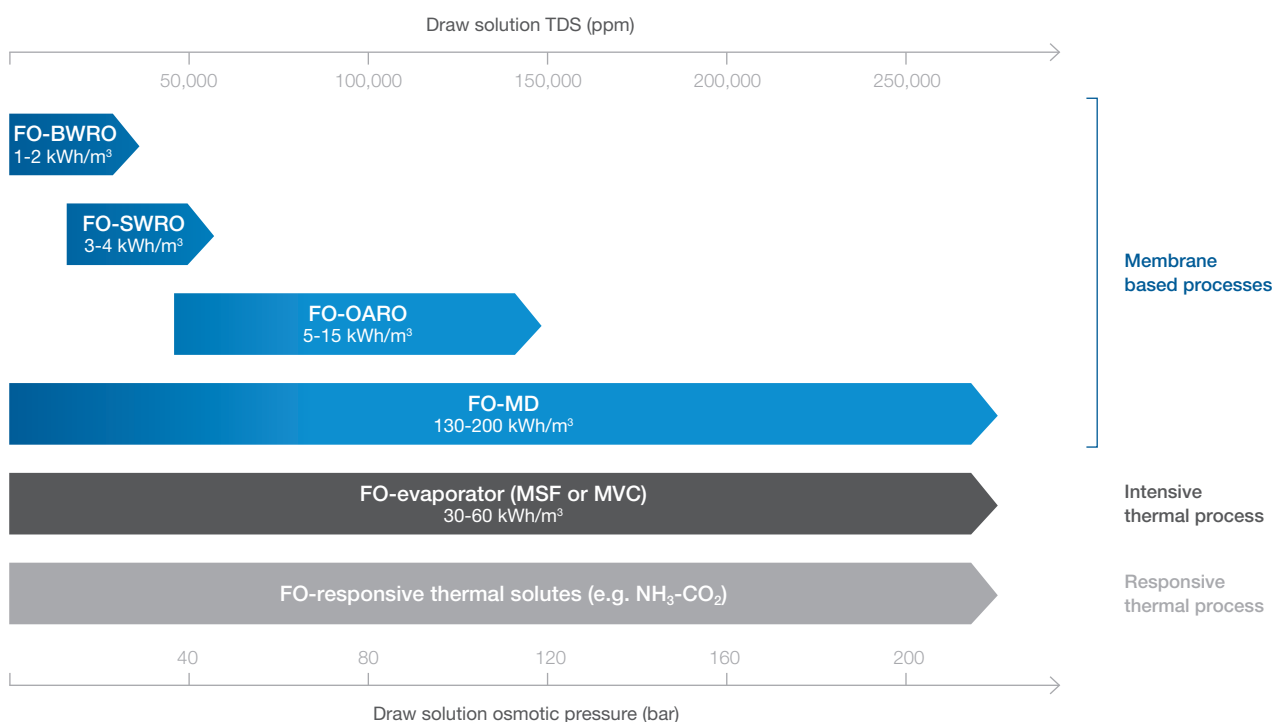 Draw solution TDS (ppm)
50,000 100,000 150,000 200,000 250,000
FO-BWRO
1-2 kWh/m³
FO-SWRO
3-4 kWh/m³
FO-OARO
5-15 kWh/m³
FO-MD
130-200 kWh/m³
Membrane
based processes
FO-evaporator (MSF or MVC)
30-60 kWh/m³
Intensive
thermal process
FO-responsive thermal solutes (e.g. NH₃-CO₂)
Responsive
thermal process
40 80 120 160 200
Draw solution osmotic pressure (bar)